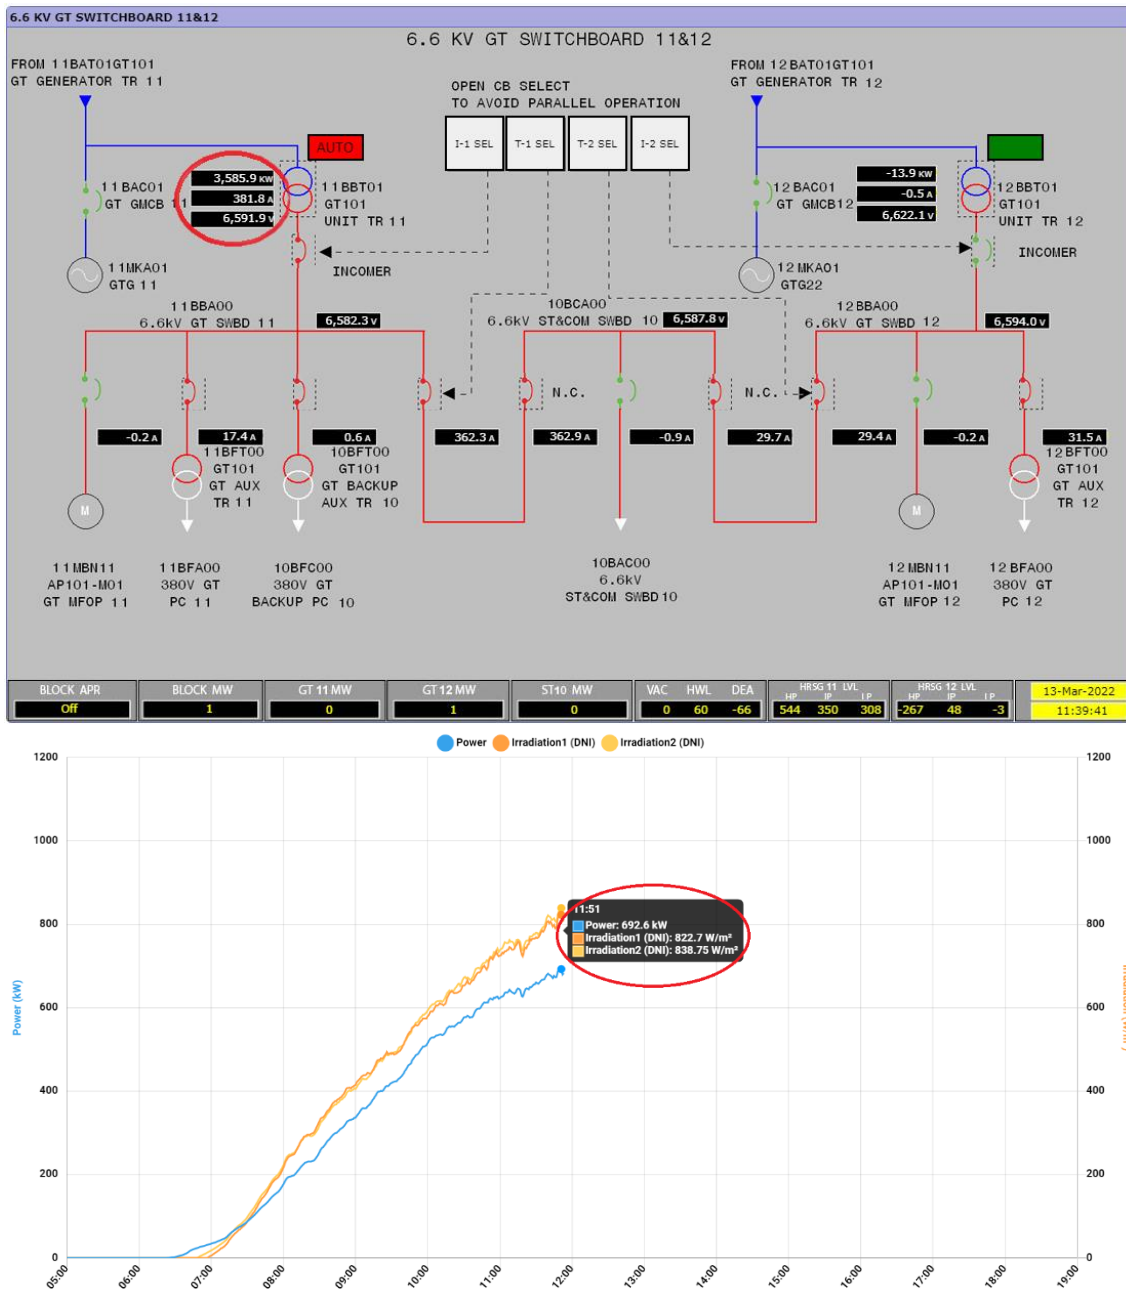 6.6 KV GT SWITCHBOARD 11&12
6.6 KV GT SWITCHBOARD 11&12
FROM 11BAT01GT101
GT GENERATOR TR 11
OPEN CB SELECT
TO AVOID PARALLEL OPERATION
FROM 12BAT01GT101
GT GENERATOR TR 12
AUTO
I-1 SEL
T-1 SEL
T-2 SEL
I-2 SEL
3,585.9 KW
381.8 A
6,591.9 V
11BAC01
GT GMCB 11
11BBT01
GT101
UNIT TR 11
-13.9 KW
-0.5 A
6,622.1 V
12BAC01
GT GMCB12
12BBT01
GT101
UNIT TR 12
INCOMER
INCOMER
11MKA01
GTG 11
12MKA01
GTG22
11BBA00
6.6kV GT SWBD 11
6,582.3 V
10BCA00
6.6kV ST&COM SWBD 10
6,587.8 V
12BBA00
6.6kV GT SWBD 12
6,594.0 V
N.C.
N.C.
-0.2 A
17.4 A
0.6 A
362.3 A
362.9 A
-0.9 A
29.7 A
29.4 A
-0.2 A
31.5 A
11BFT00
GT101
GT AUX
TR 11
10BFT00
GT101
GT BACKUP
AUX TR 10
12BFT00
GT101
GT AUX
TR 12
M
M
11MBN11
AP101-M01
GT MFOP 11
11BFA00
380V GT
PC 11
10BFC00
380V GT
BACKUP PC 10
10BAC00
6.6kV
ST&COM SWBD10
12MBN11
AP101-M01
GT MFOP 12
12BFA00
380V GT
PC 12
BLOCK APR
Off
BLOCK MW
1
GT 11 MW
0
GT 12 MW
1
ST10 MW
0
VAC HWL DEA
0 60 -66
HRSG 11 LVL
HP IP LP
544 350 308
HRSG 12 LVL
HP IP LP
-267 48 -3
13-Mar-2022
11:39:41
Power
Irradiation1 (DNI)
Irradiation2 (DNI)
1200
1000
800
600
400
200
0
Power (kW)
11:51
Power: 692.6 kW
Irradiation1 (DNI): 822.7 W/m²
Irradiation2 (DNI): 838.75 W/m²
1200
1000
800
600
400
200
0
05:00
06:00
07:00
08:00
09:00
10:00
11:00
12:00
13:00
14:00
15:00
16:00
17:00
18:00
19:00